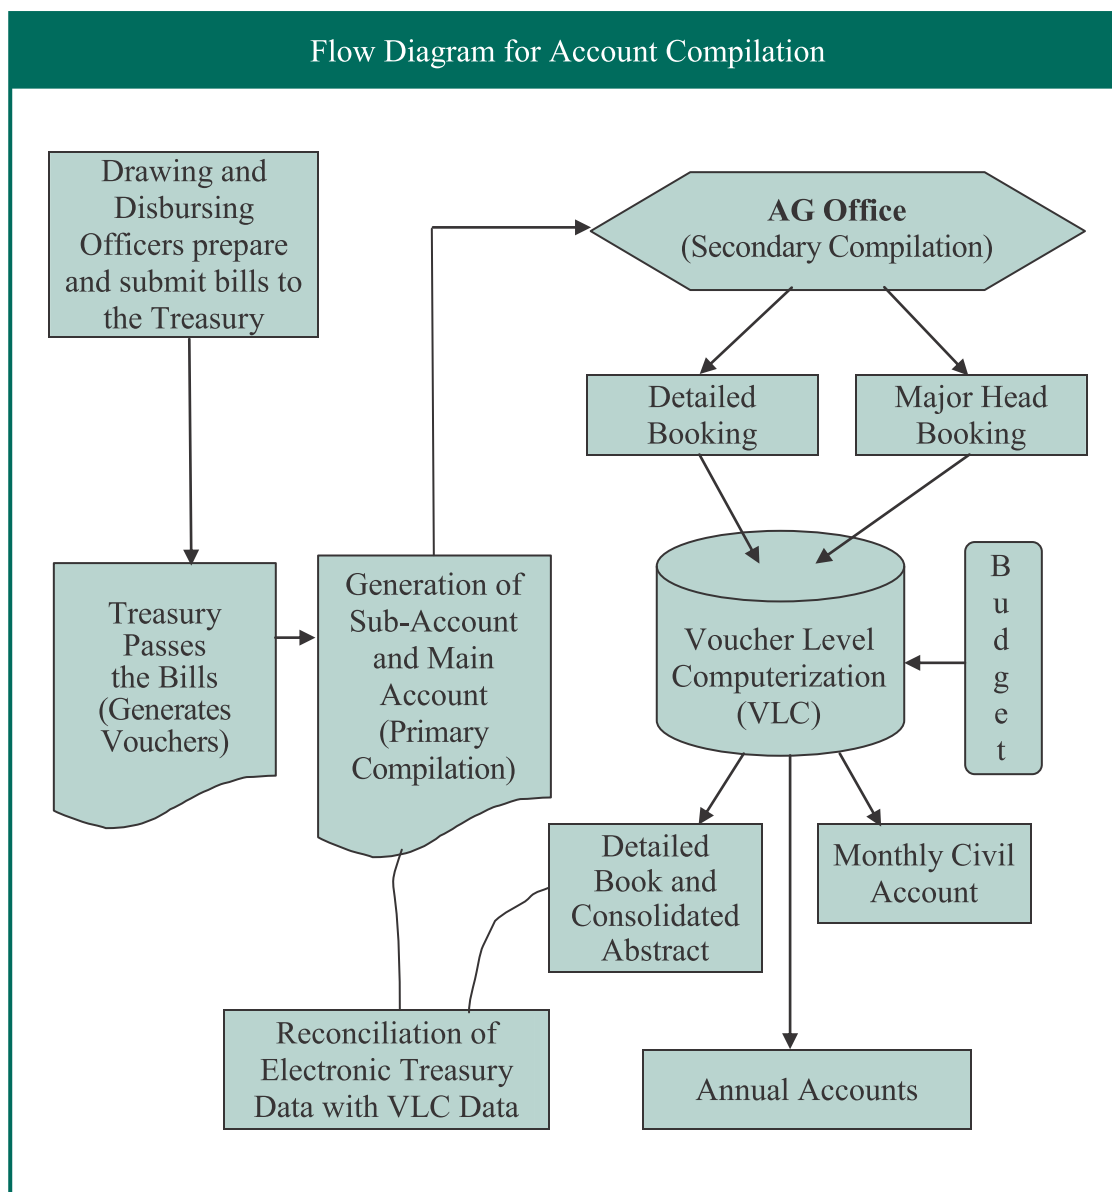 Flow Diagram for Account Compilation
Drawing and
Disbursing
Officers prepare
and submit bills to
the Treasury
AG Office
(Secondary Compilation)
Detailed
Booking
Major Head
Booking
Treasury
Passes
the Bills
(Generates
Vouchers)
Generation of
Sub-Account
and Main
Account
(Primary
Compilation)
Voucher Level
Computerization
(VLC)
B
u
d
g
e
t
Detailed
Book and
Consolidated
Abstract
Monthly Civil
Account
Reconciliation of
Electronic Treasury
Data with VLC Data
Annual Accounts